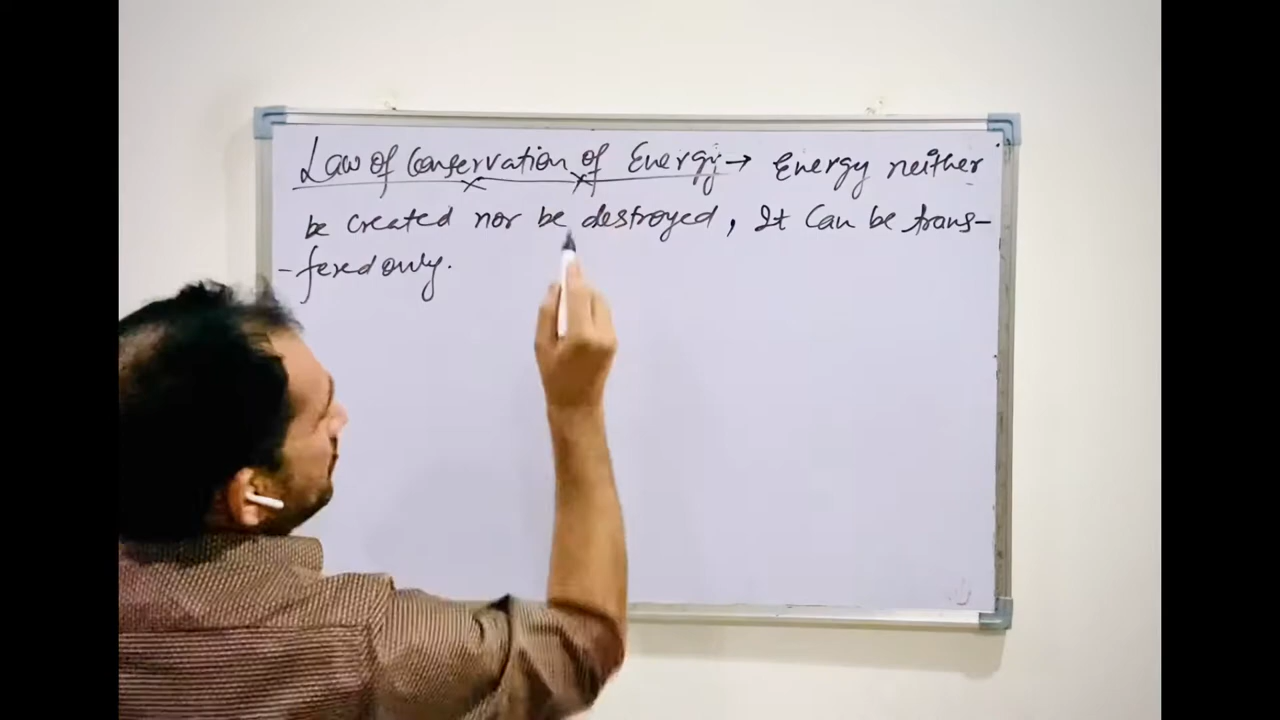 Law of Conservation of Energy → Energy neither
be created nor be destroyed, It can be trans-
-fered only.